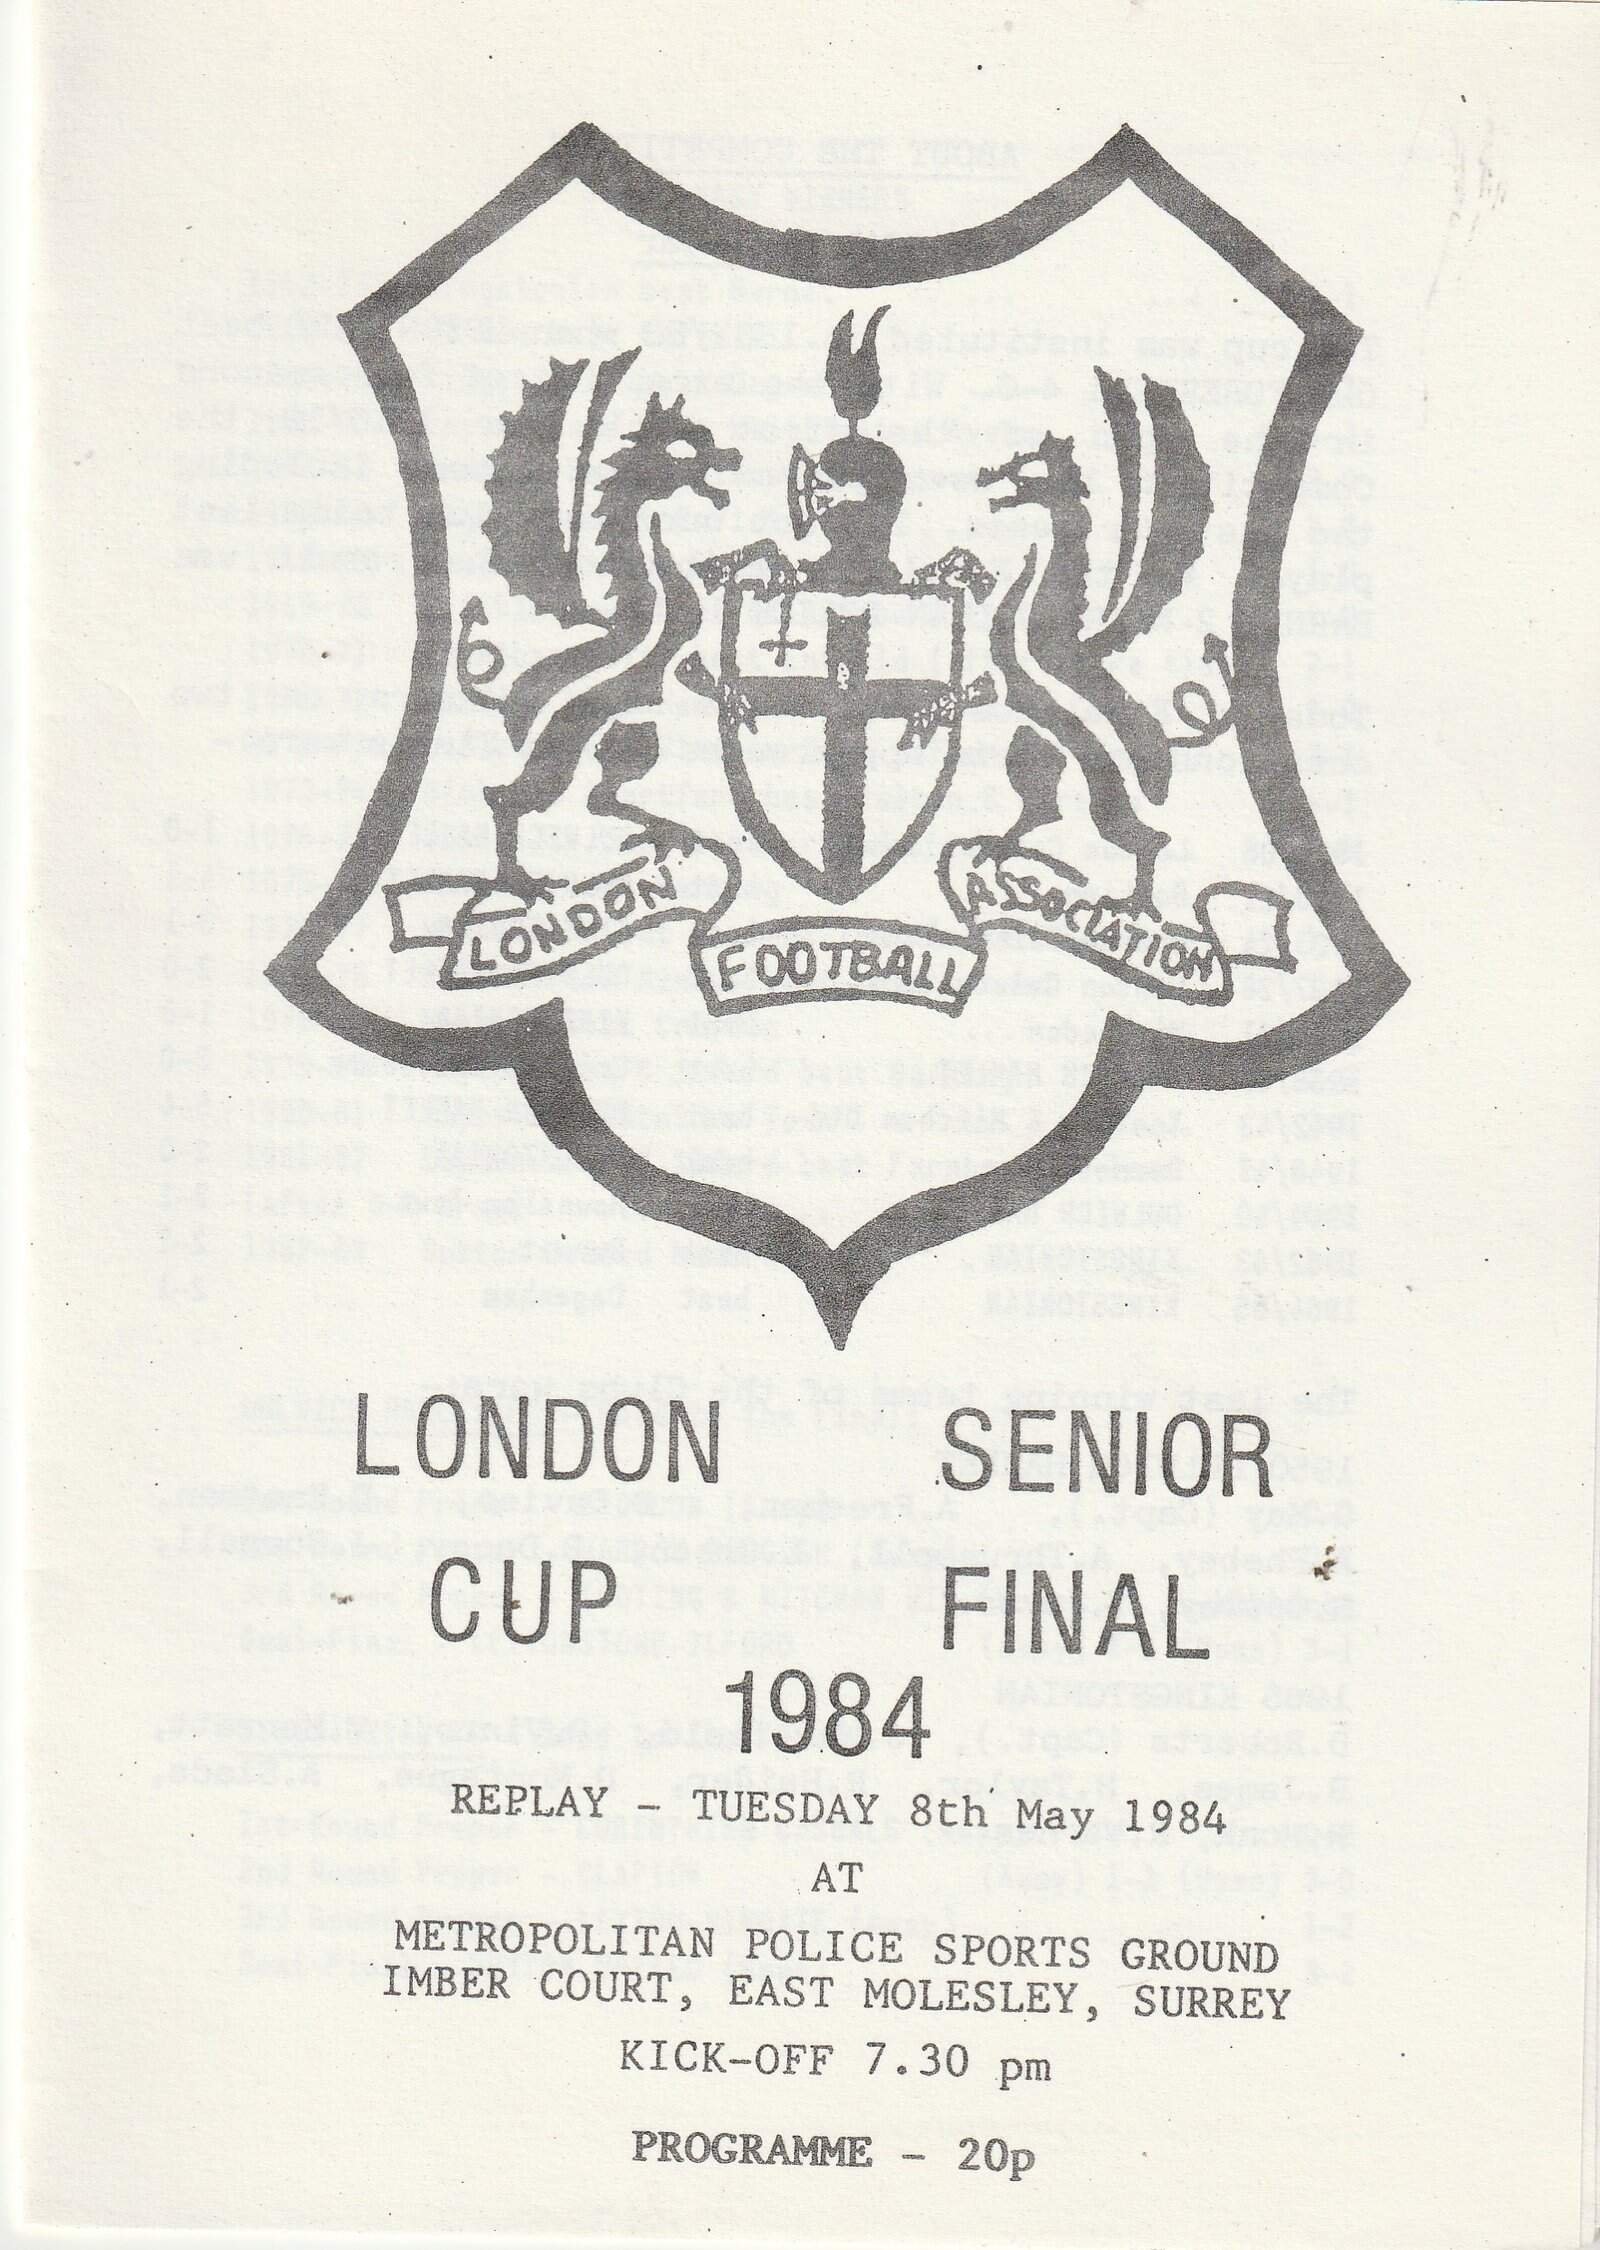 LONDON FOOTBALL ASSOCIATION
LONDON SENIOR
CUP FINAL
1984
REPLAY - TUESDAY 8th May 1984
AT
METROPOLITAN POLICE SPORTS GROUND
IMBER COURT, EAST MOLESLEY, SURREY
KICK-OFF 7.30 pm
PROGRAMME - 20p